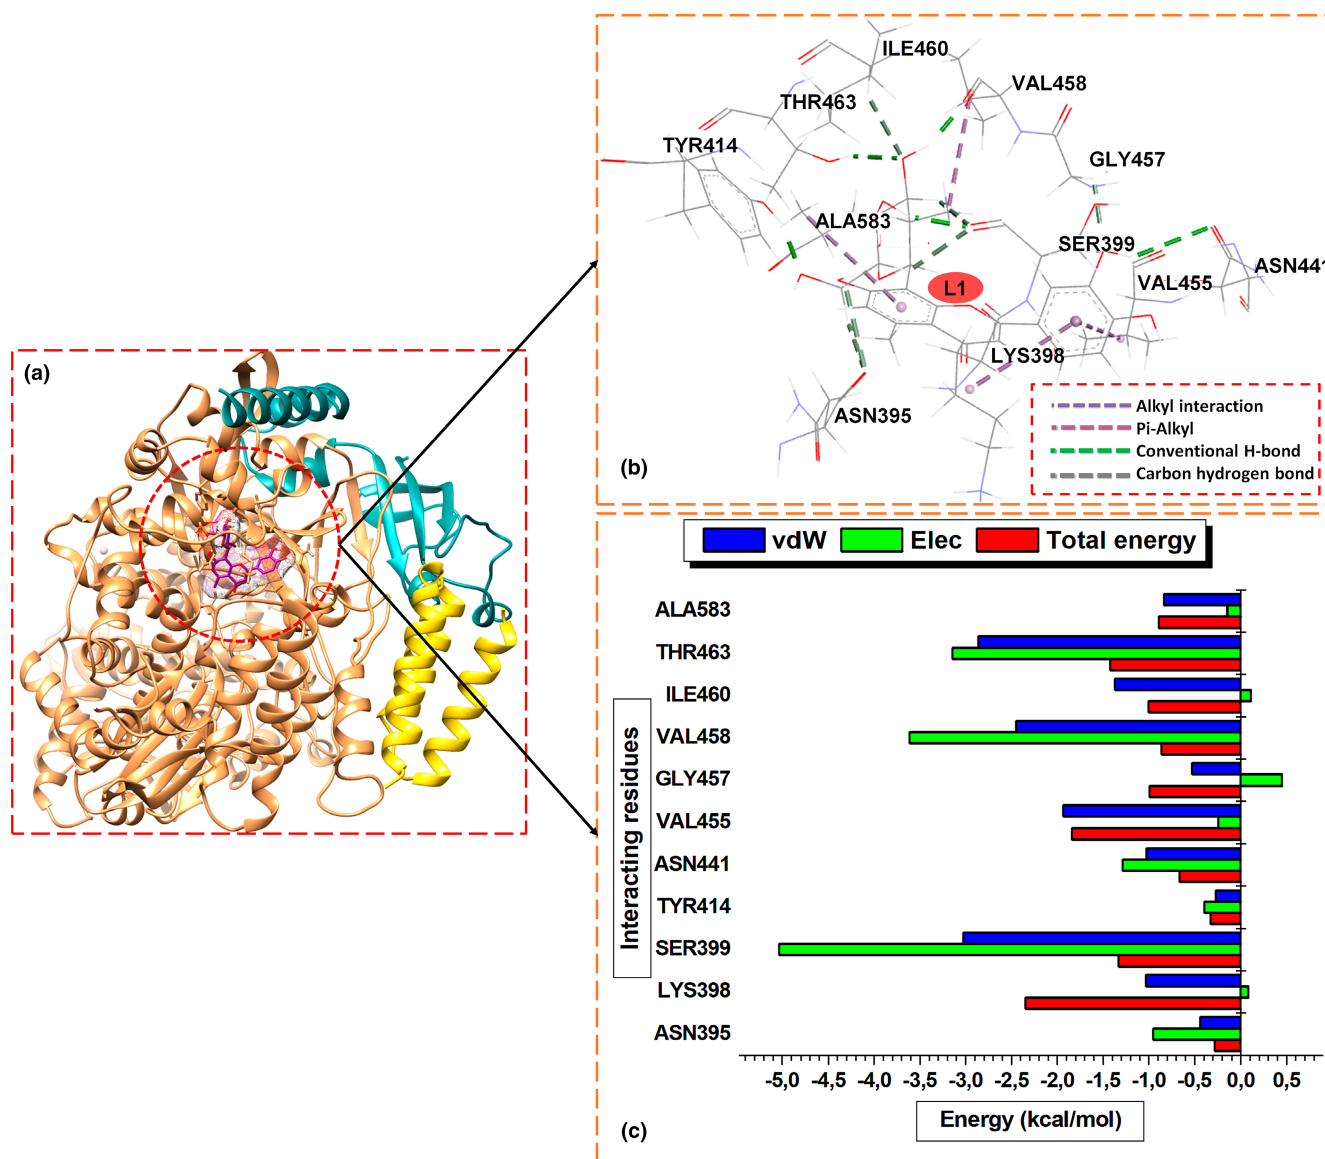 (a)
ILE460
VAL458
THR463
TYR414
GLY457
ALA583
SER399
ASN441
VAL455
L1
LYS398
ASN395
Alkyl interaction
Pi-Alkyl
Conventional H-bond
Carbon hydrogen bond
(b)
vdW Elec Total energy
Interacting residues
ALA583
THR463
ILE460
VAL458
GLY457
VAL455
ASN441
TYR414
SER399
LYS398
ASN395
-5,0 -4,5 -4,0 -3,5 -3,0 -2,5 -2,0 -1,5 -1,0 -0,5 0,0 0,5
Energy (kcal/mol)
(c)